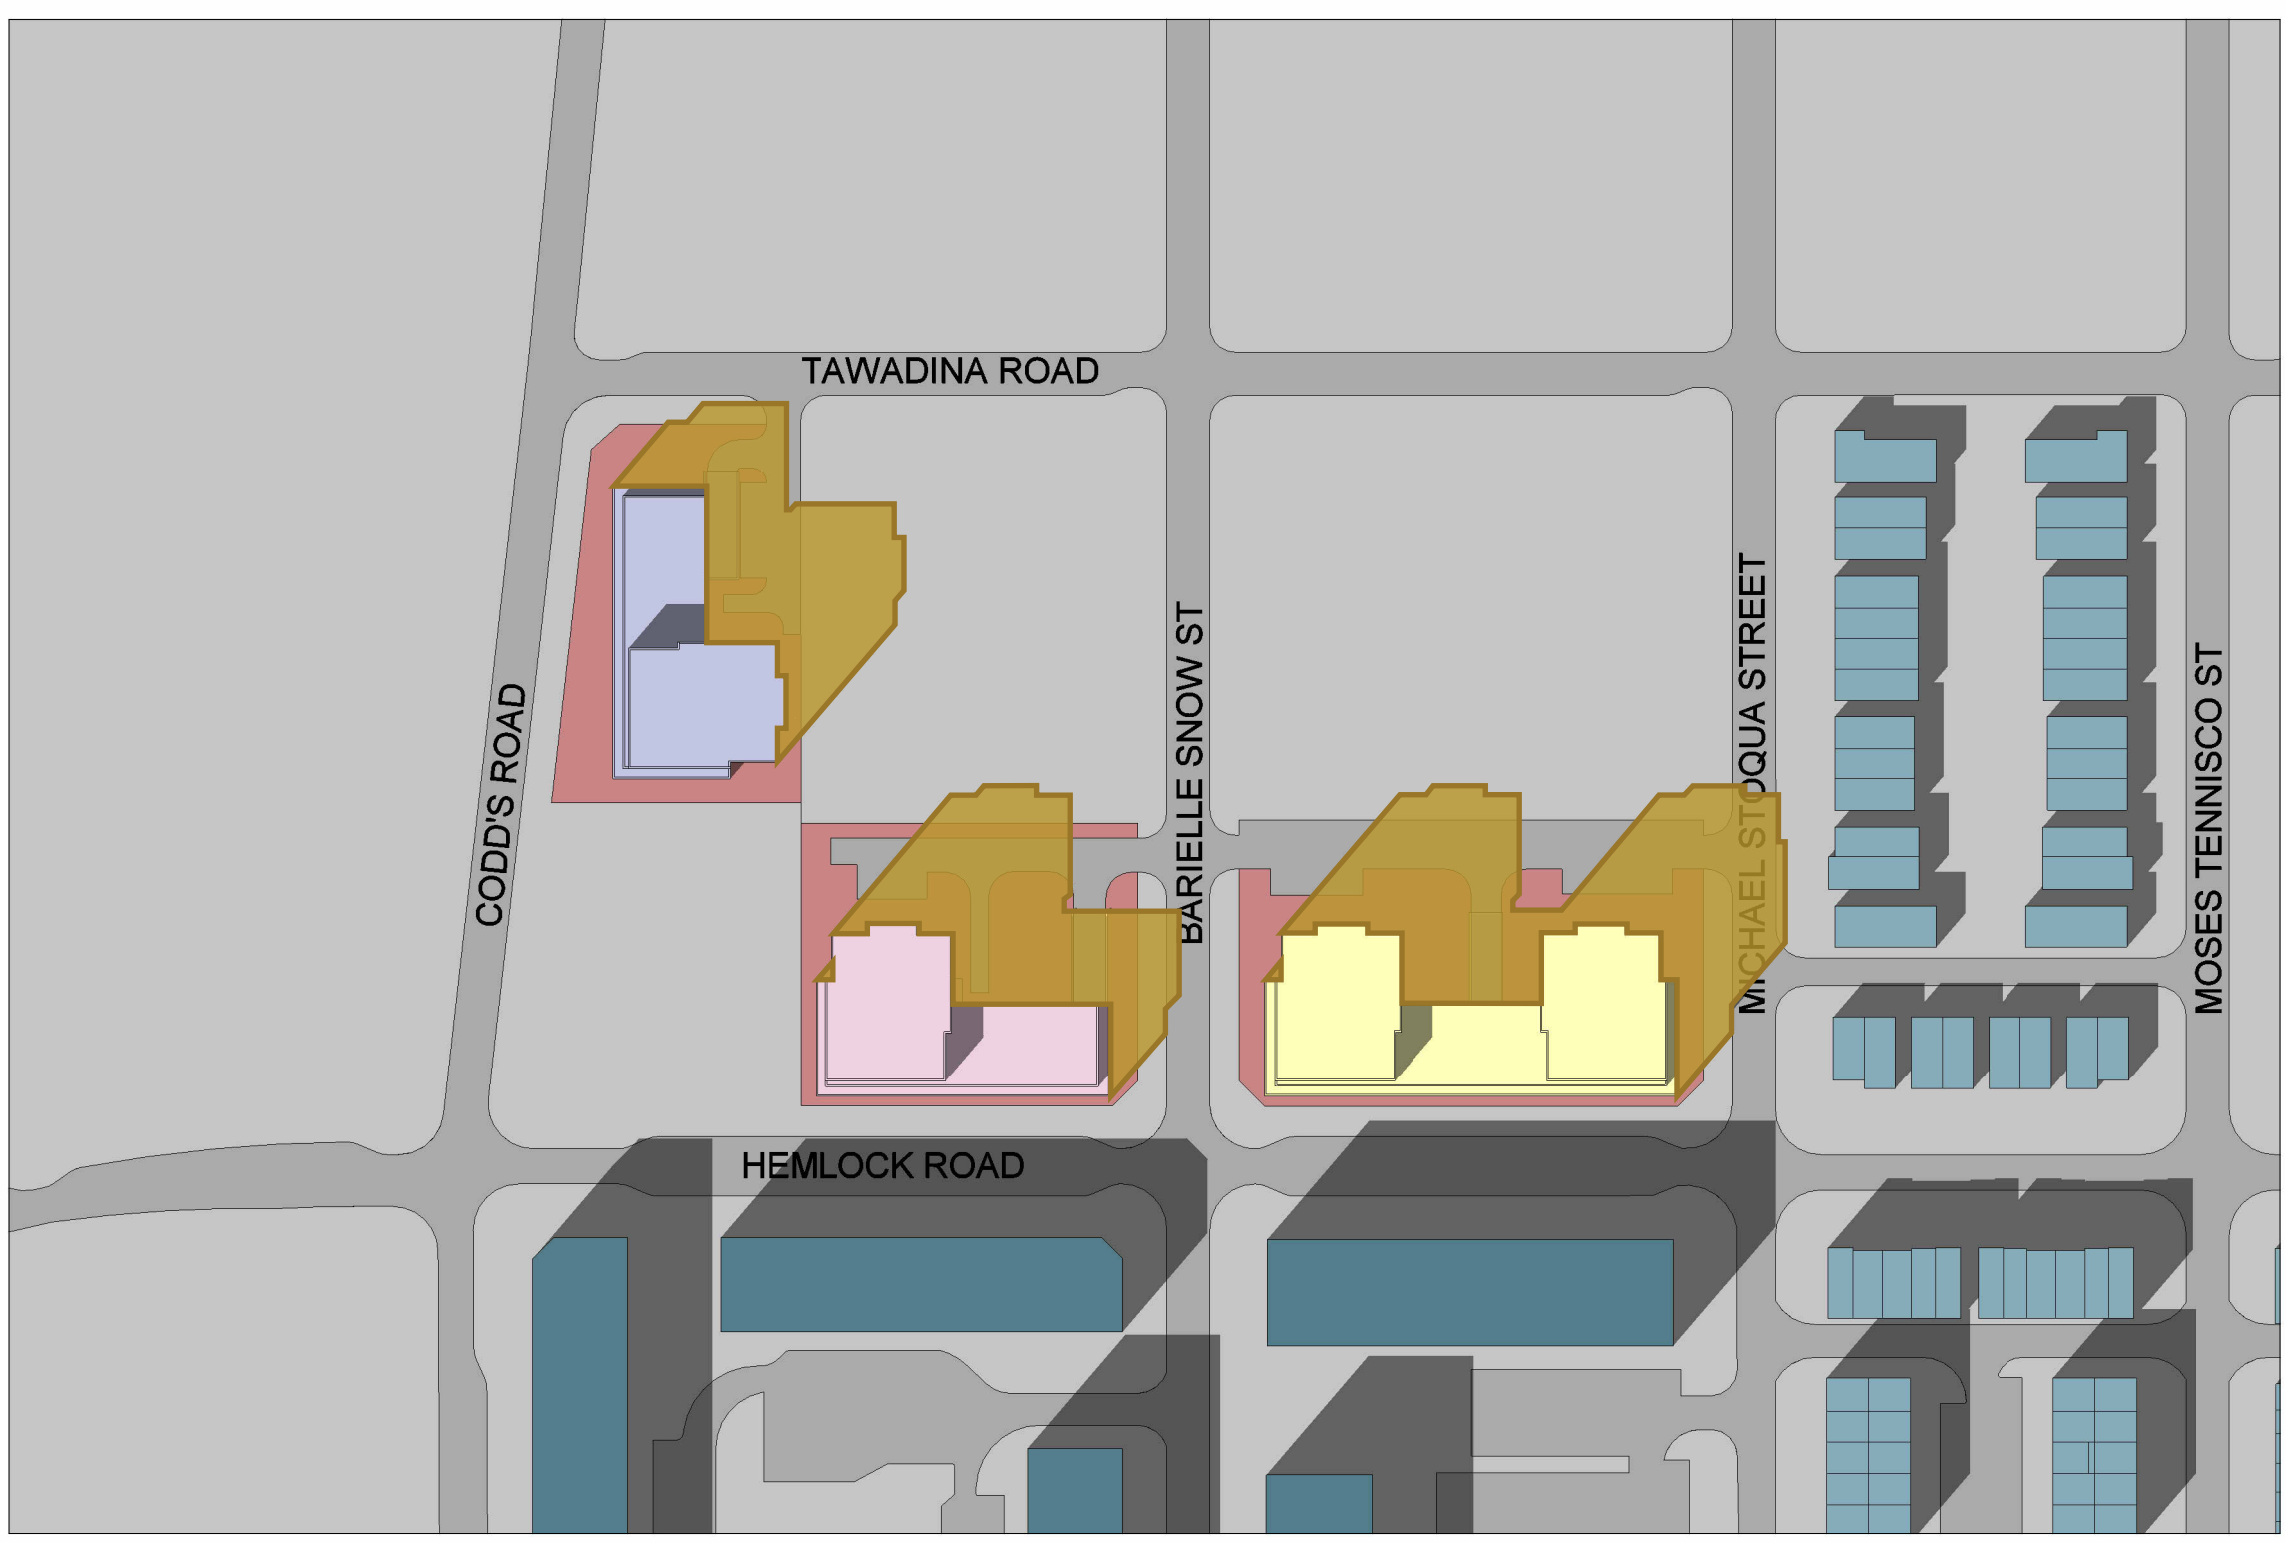 TAWADINA ROAD
CODD'S ROAD
BARIELLE SNOW ST
MICHAEL STOQUA STREET
MOSES TENNISCO ST
HEMLOCK ROAD